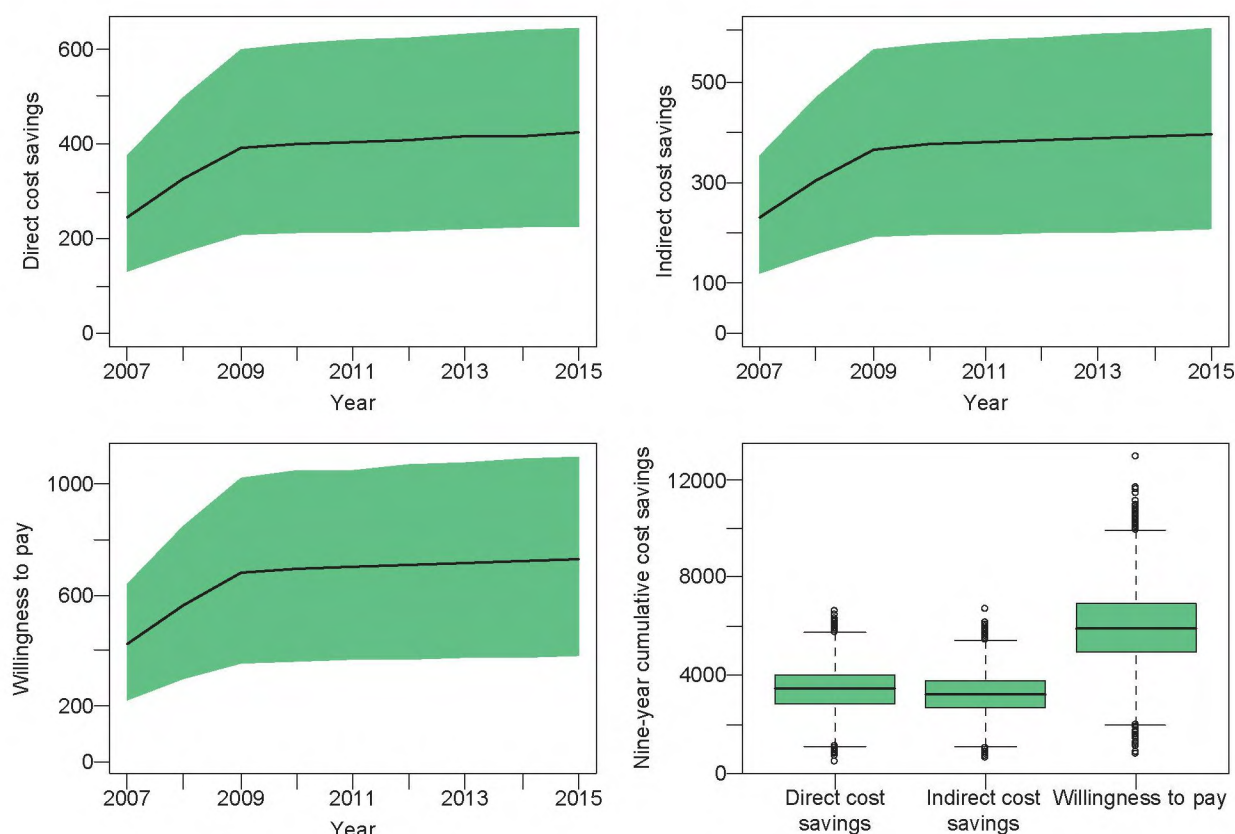 Direct cost savings
600
400
200
0
2007 2009 2011 2013 2015
Year
Indirect cost savings
500
300
100
0
2007 2009 2011 2013 2015
Year
Willingness to pay
1000
600
200
0
2007 2009 2011 2013 2015
Year
Nine-year cumulative cost savings
12000
8000
4000
0
Direct cost
savings
Indirect cost
savings
Willingness to pay